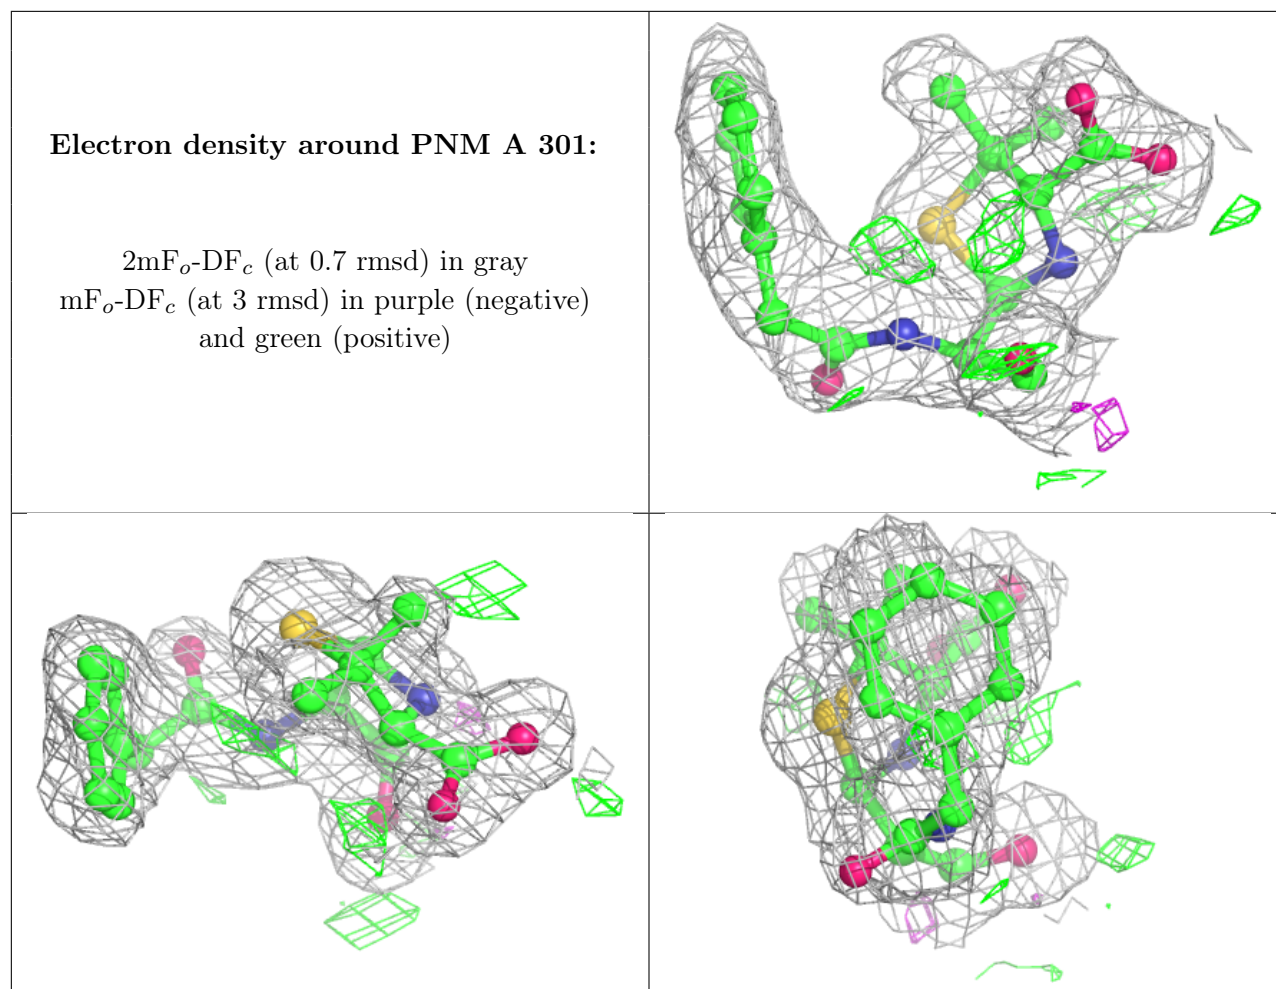 Electron density around PNM A 301:
2mFₒ-DF𝒸 (at 0.7 rmsd) in gray
mFₒ-DF𝒸 (at 3 rmsd) in purple (negative)
and green (positive)